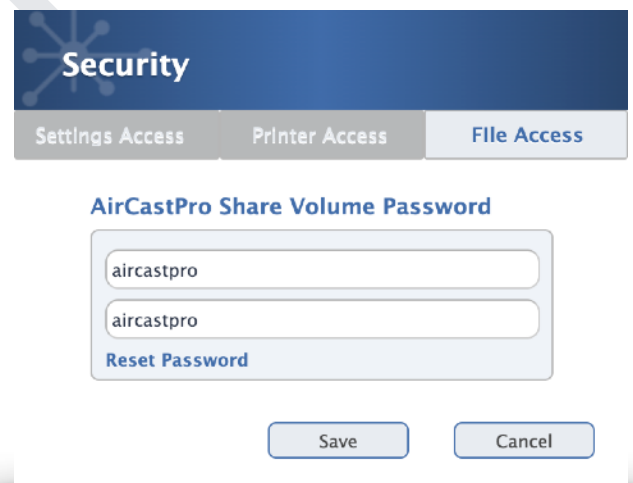 Security
Settings Access Printer Access File Access
AirCastPro Share Volume Password
aircastpro
aircastpro
Reset Password
Save Cancel